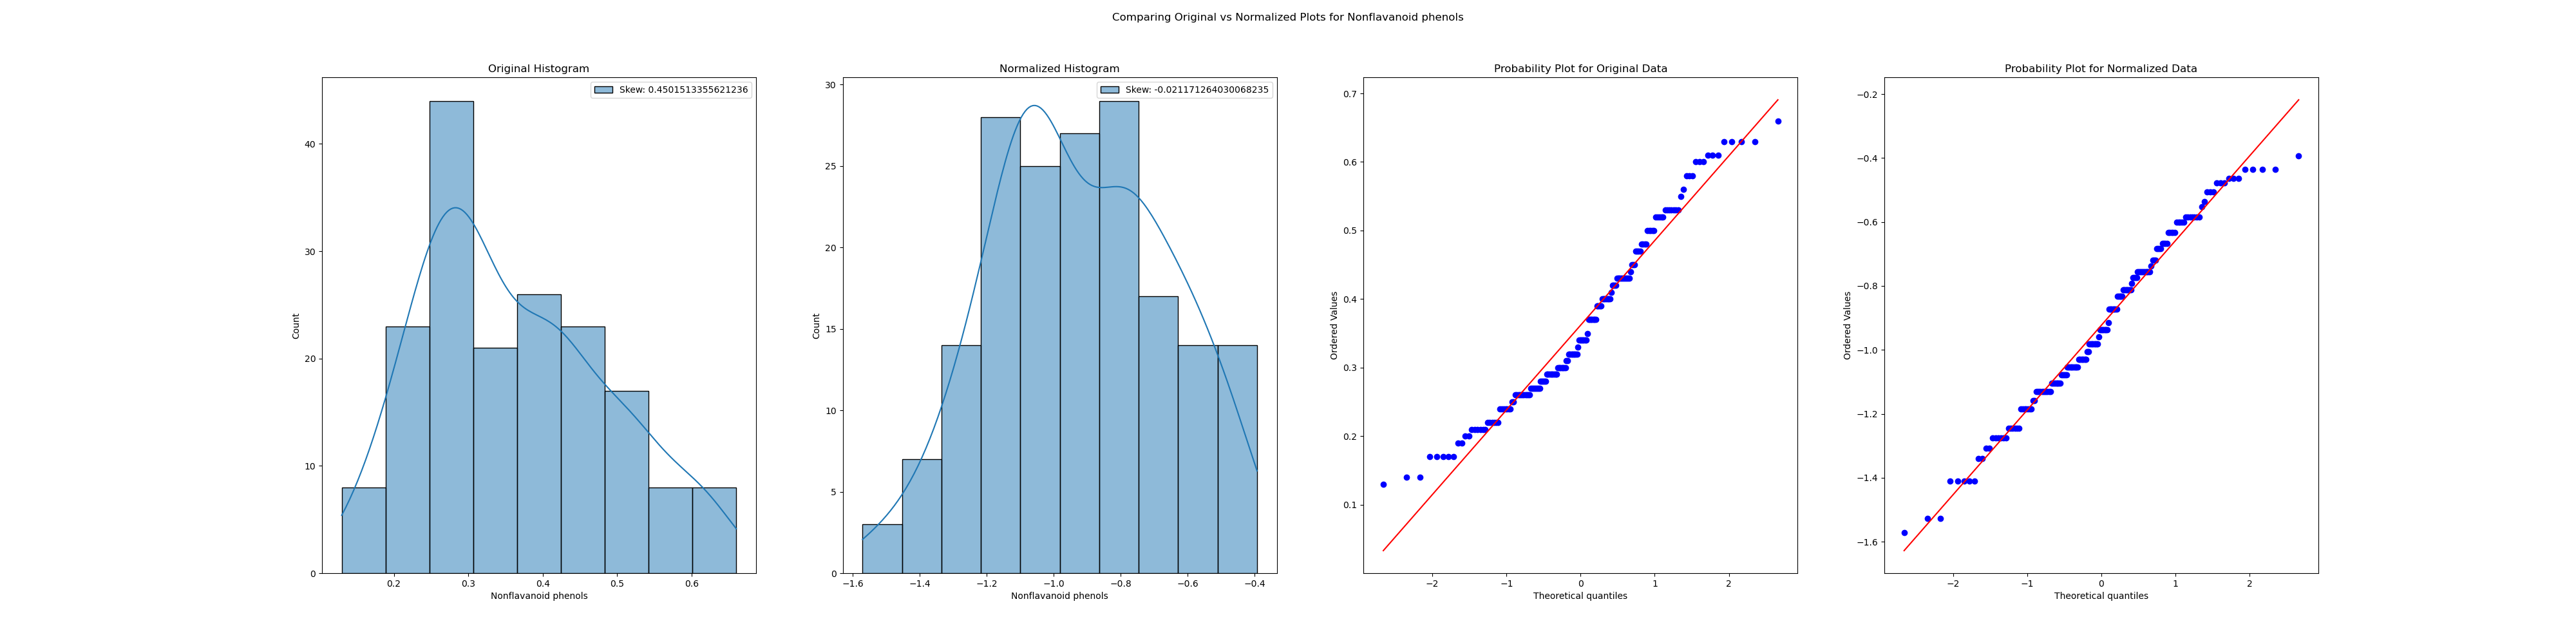 Comparing Original vs Normalized Plots for Nonflavanoid phenols
Original Histogram
Skew: 0.4501513355621236
Count
0
10
20
30
40
0.2 0.3 0.4 0.5 0.6
Nonflavanoid phenols
Normalized Histogram
Skew: -0.021171264030068235
Count
0
5
10
15
20
25
30
−1.6 −1.4 −1.2 −1.0 −0.8 −0.6 −0.4
Nonflavanoid phenols
Probability Plot for Original Data
Ordered Values
0.1
0.2
0.3
0.4
0.5
0.6
0.7
−2 −1 0 1 2
Theoretical quantiles
Probability Plot for Normalized Data
Ordered Values
−1.6
−1.4
−1.2
−1.0
−0.8
−0.6
−0.4
−0.2
−2 −1 0 1 2
Theoretical quantiles